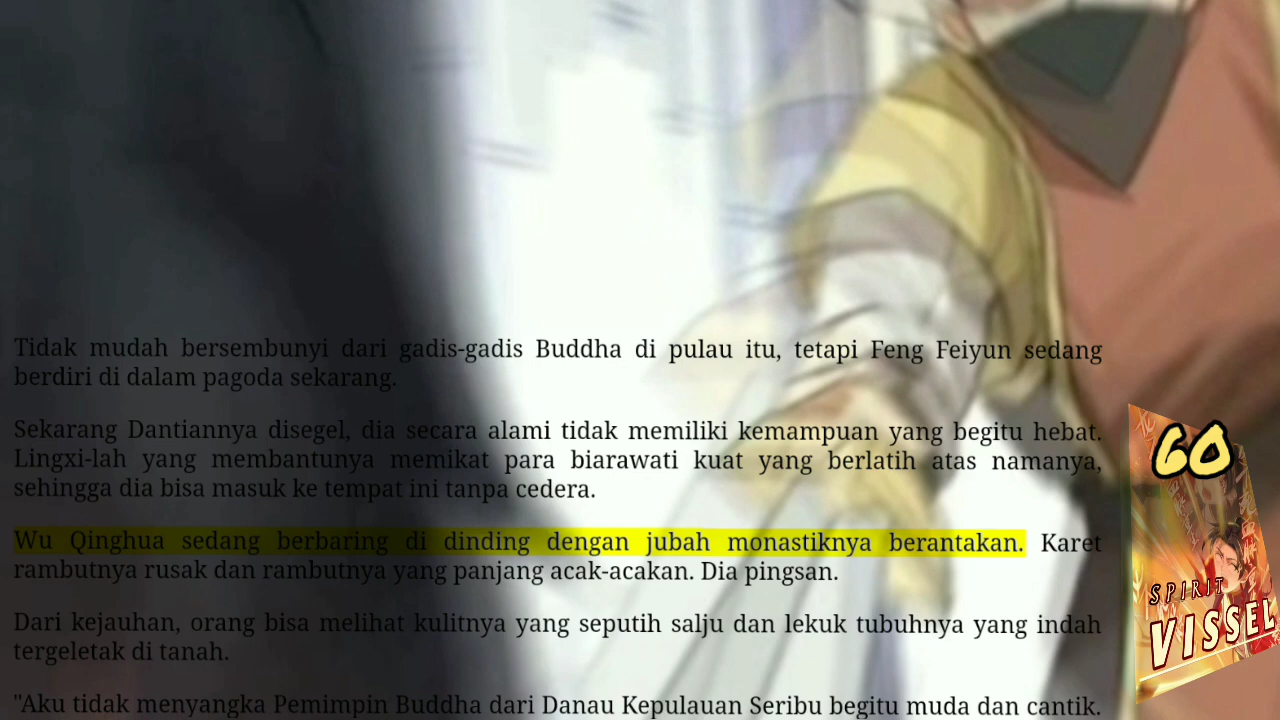 Tidak mudah bersembunyi dari gadis-gadis Buddha di pulau itu, tetapi Feng Feiyun sedang
berdiri di dalam pagoda sekarang.
Sekarang Dantiannya disegel, dia secara alami tidak memiliki kemampuan yang begitu hebat.
Lingxi-lah yang membantunya memikat para biarawati kuat yang berlatih atas namanya,
sehingga dia bisa masuk ke tempat ini tanpa cedera.
Wu Qinghua sedang berbaring di dinding dengan jubah monastiknya berantakan. Karet
rambutnya rusak dan rambutnya yang panjang acak-acakan. Dia pingsan.
Dari kejauhan, orang bisa melihat kulitnya yang seputih salju dan lekuk tubuhnya yang indah
tergeletak di tanah.
"Aku tidak menyangka Pemimpin Buddha dari Danau Kepulauan Seribu begitu muda dan cantik.
60
SPIRIT
VISSEL